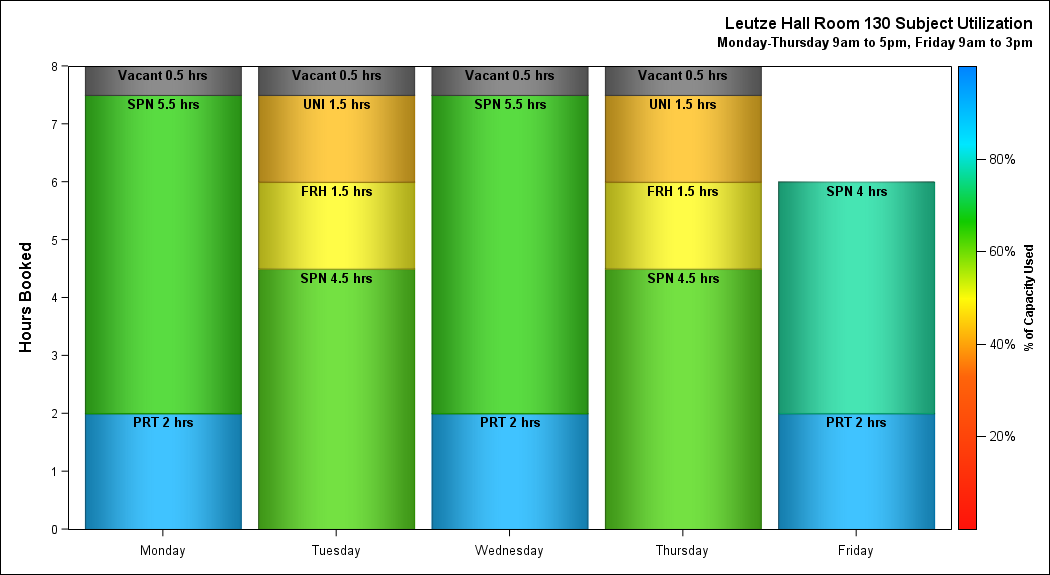 Leutze Hall Room 130 Subject Utilization
Monday-Thursday 9am to 5pm, Friday 9am to 3pm
Hours Booked
8
7
6
5
4
3
2
1
0
Vacant 0.5 hrs
SPN 5.5 hrs
PRT 2 hrs
Vacant 0.5 hrs
UNI 1.5 hrs
FRH 1.5 hrs
SPN 4.5 hrs
Vacant 0.5 hrs
SPN 5.5 hrs
PRT 2 hrs
Vacant 0.5 hrs
UNI 1.5 hrs
FRH 1.5 hrs
SPN 4.5 hrs
SPN 4 hrs
PRT 2 hrs
Monday
Tuesday
Wednesday
Thursday
Friday
80%
60%
40%
20%
% of Capacity Used